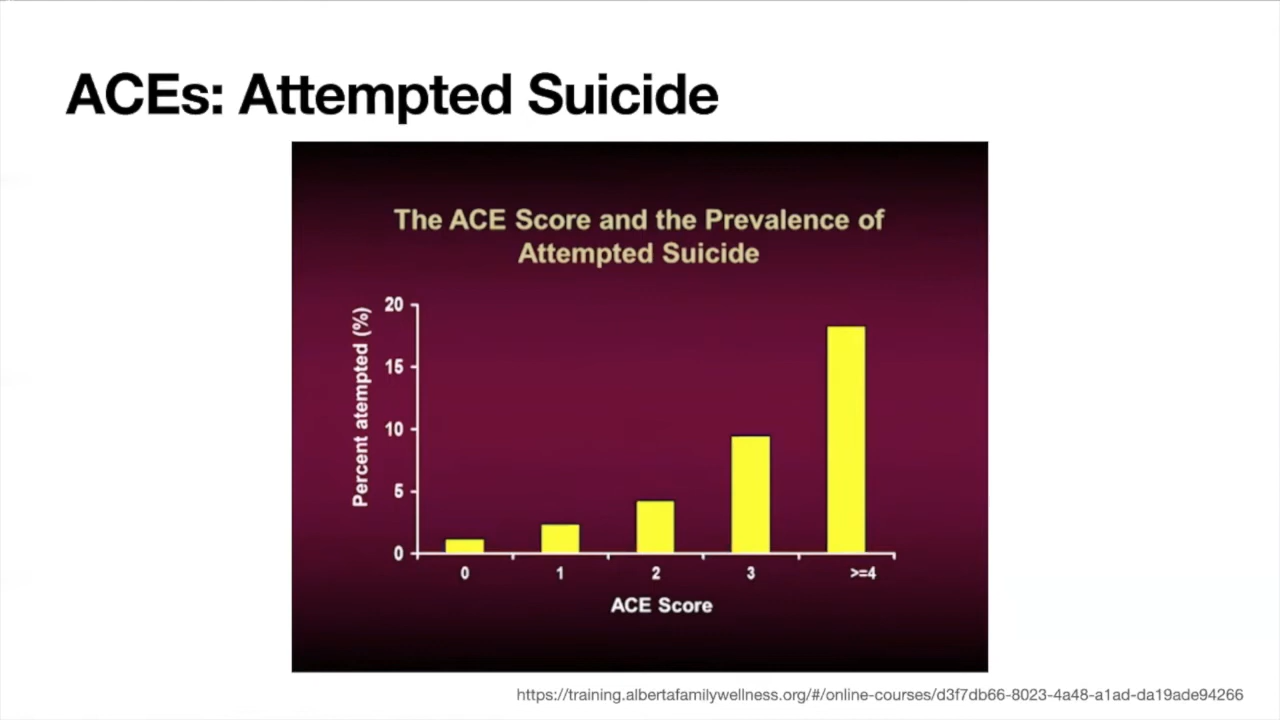 ACEs: Attempted Suicide
The ACE Score and the Prevalence of
Attempted Suicide
Percent atempted (%)
20
15
10
5
0
0 1 2 3 >=4
ACE Score
https://training.albertafamilywellness.org/#/online-courses/d3f7db66-8023-4a48-a1ad-da19ade94266